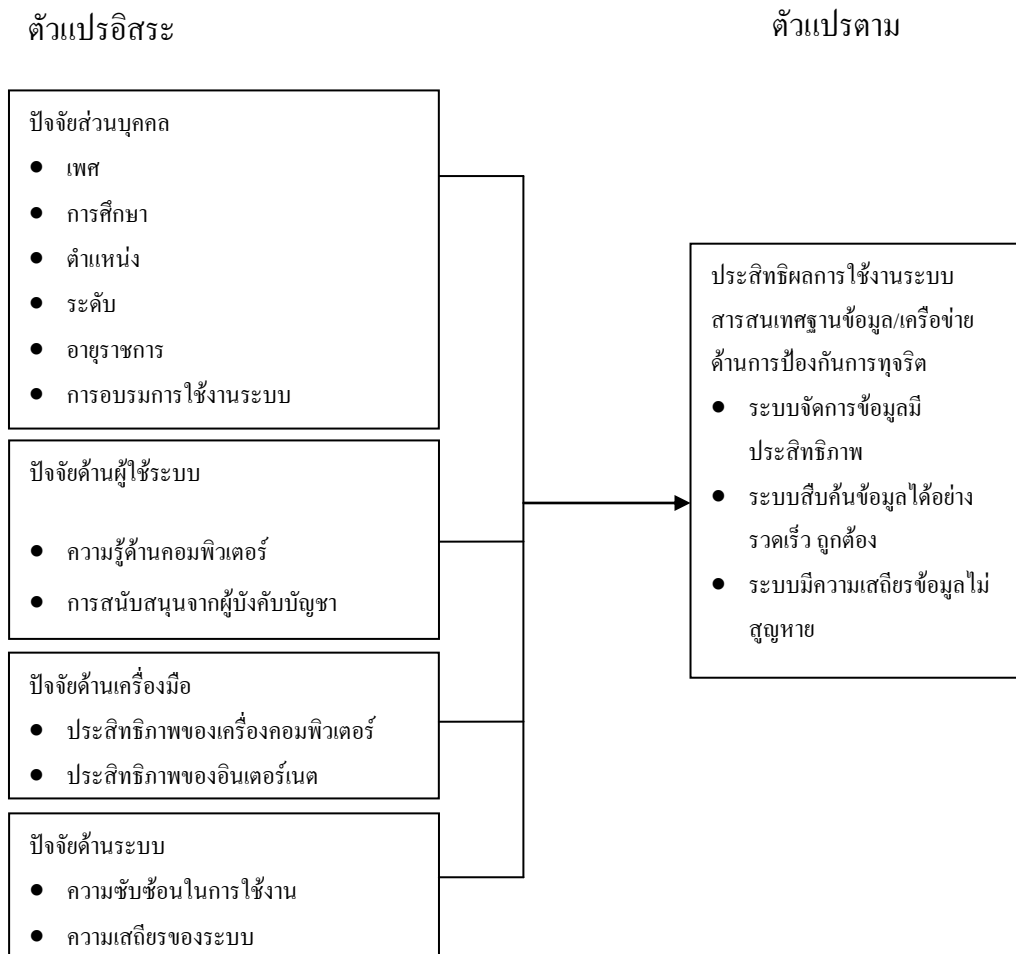 ตัวแปรอิสระ
ตัวแปรตาม
ปัจจัยส่วนบุคคล
● เพศ
● การศึกษา
● ตำแหน่ง
● ระดับ
● อายุราชการ
● การอบรมการใช้งานระบบ
ปัจจัยด้านผู้ใช้ระบบ
● ความรู้ด้านคอมพิวเตอร์
● การสนับสนุนจากผู้บังคับบัญชา
ปัจจัยด้านเครื่องมือ
● ประสิทธิภาพของเครื่องคอมพิวเตอร์
● ประสิทธิภาพของอินเตอร์เนต
ปัจจัยด้านระบบ
● ความซับซ้อนในการใช้งาน
● ความเสถียรของระบบ
ประสิทธิผลการใช้งานระบบ
สารสนเทศฐานข้อมูล/เครือข่าย
ด้านการป้องกันการทุจริต
● ระบบจัดการข้อมูลมี
ประสิทธิภาพ
● ระบบสืบค้นข้อมูลได้อย่าง
รวดเร็ว ถูกต้อง
● ระบบมีความเสถียรข้อมูลไม่
สูญหาย